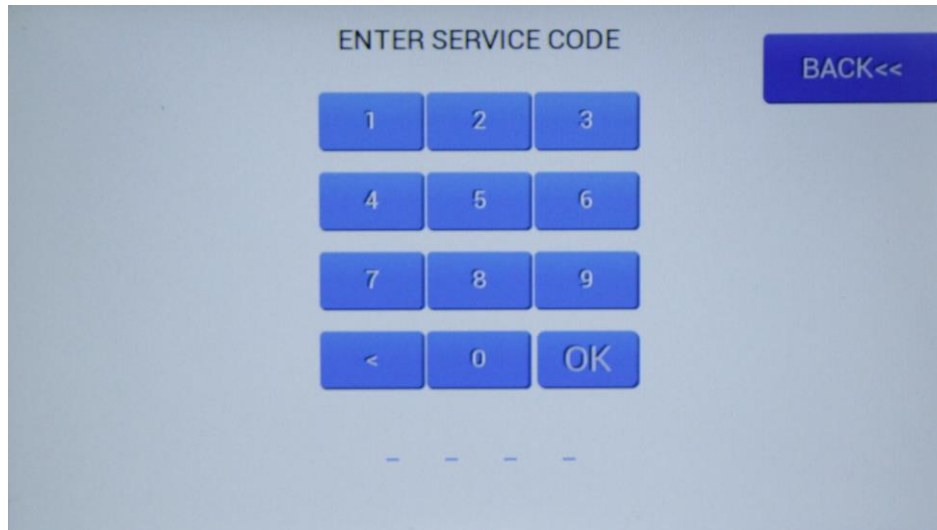 ENTER SERVICE CODE
BACK<<
1 2 3
4 5 6
7 8 9
< 0 OK
_ _ _ _